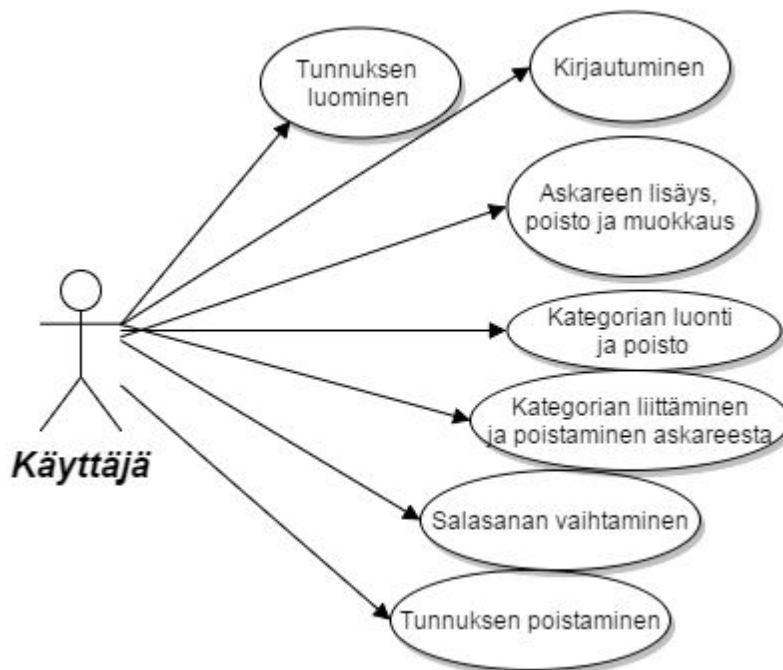 Tunnuksen
luominen
Kirjautuminen
Askareen lisäys,
poisto ja muokkaus
Kategorian luonti
ja poisto
Kategorian liittäminen
ja poistaminen askareesta
Salasanan vaihtaminen
Tunnuksen poistaminen
Käyttäjä